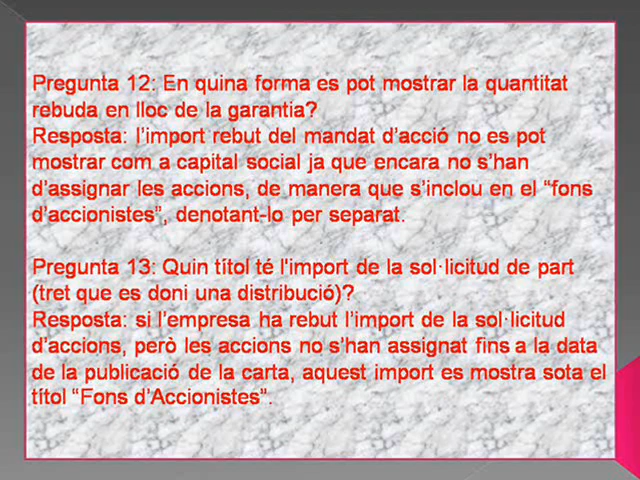 Pregunta 12: En quina forma es pot mostrar la quantitat
rebuda en lloc de la garantia?
Resposta: l’import rebut del mandat d’acció no es pot
mostrar com a capital social ja que encara no s’han
d’assignar les accions, de manera que s’inclou en el “fons
d’accionistes”, denotant-lo per separat.
Pregunta 13: Quin títol té l'import de la sol·licitud de part
(tret que es doni una distribució)?
Resposta: si l’empresa ha rebut l’import de la sol·licitud
d’accions, però les accions no s’han assignat fins a la data
de la publicació de la carta, aquest import es mostra sota el
títol “Fons d’Accionistes”.